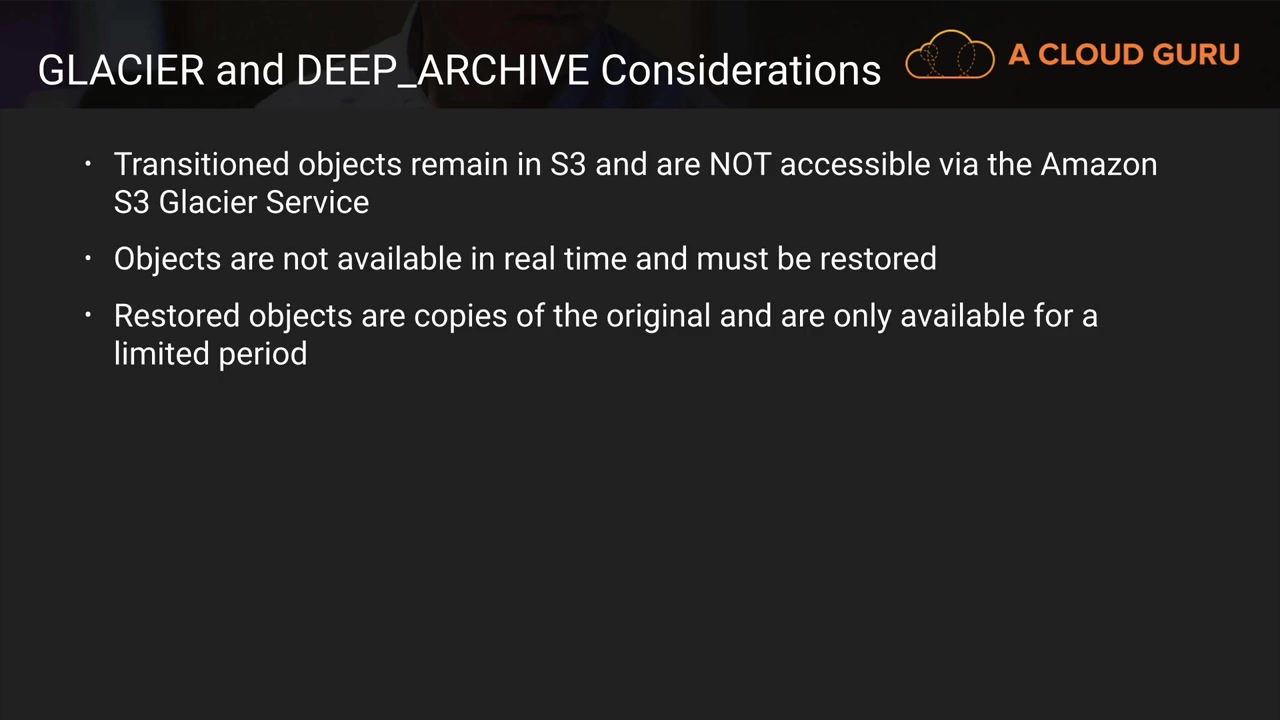 GLACIER and DEEP_ARCHIVE Considerations
A CLOUD GURU
• Transitioned objects remain in S3 and are NOT accessible via the Amazon
S3 Glacier Service
• Objects are not available in real time and must be restored
• Restored objects are copies of the original and are only available for a
limited period